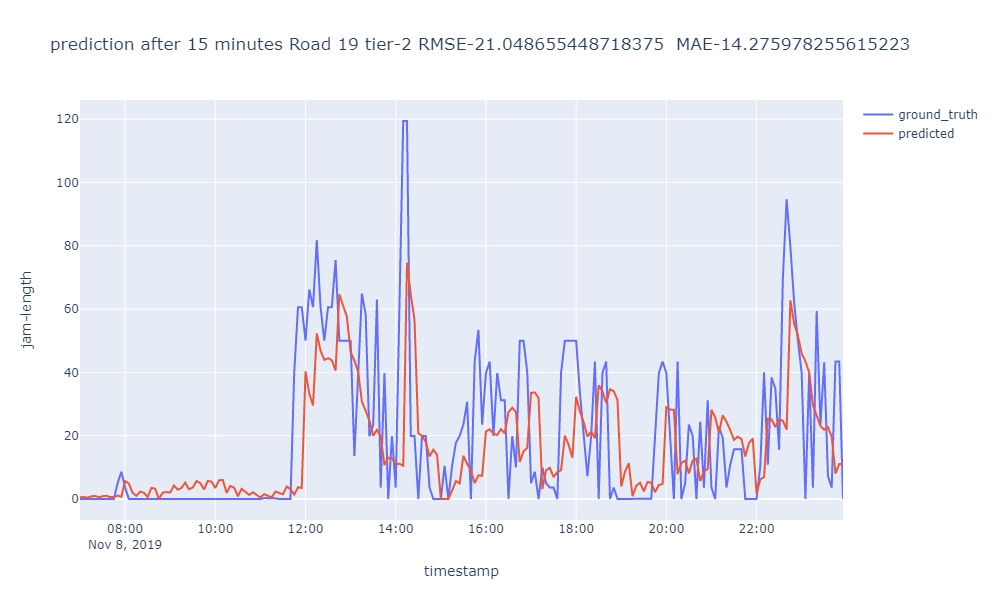 prediction after 15 minutes Road 19 tier-2 RMSE-21.048655448718375  MAE-14.275978255615223
ground_truth
predicted
120
100
80
60
40
20
0
jam-length
08:00 10:00 12:00 14:00 16:00 18:00 20:00 22:00
Nov 8, 2019
timestamp